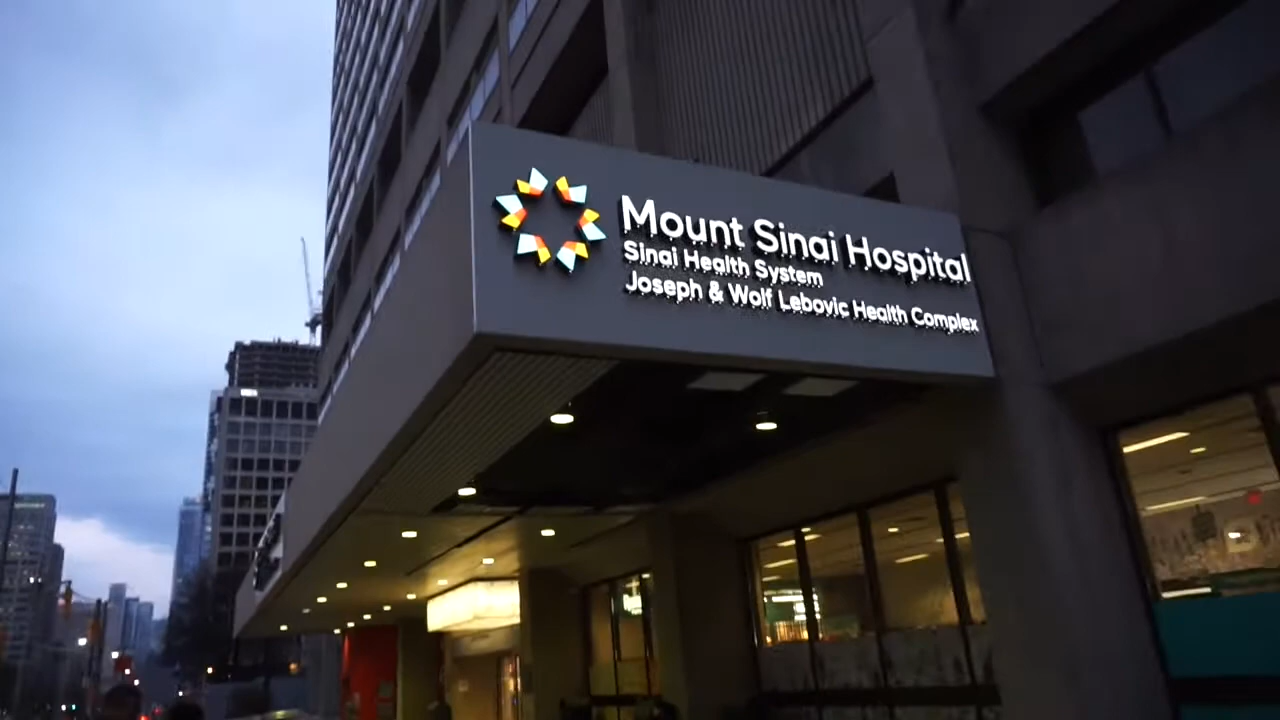 Mount Sinai Hospital
Sinai Health System
Joseph & Wolf Lebovic Health Complex